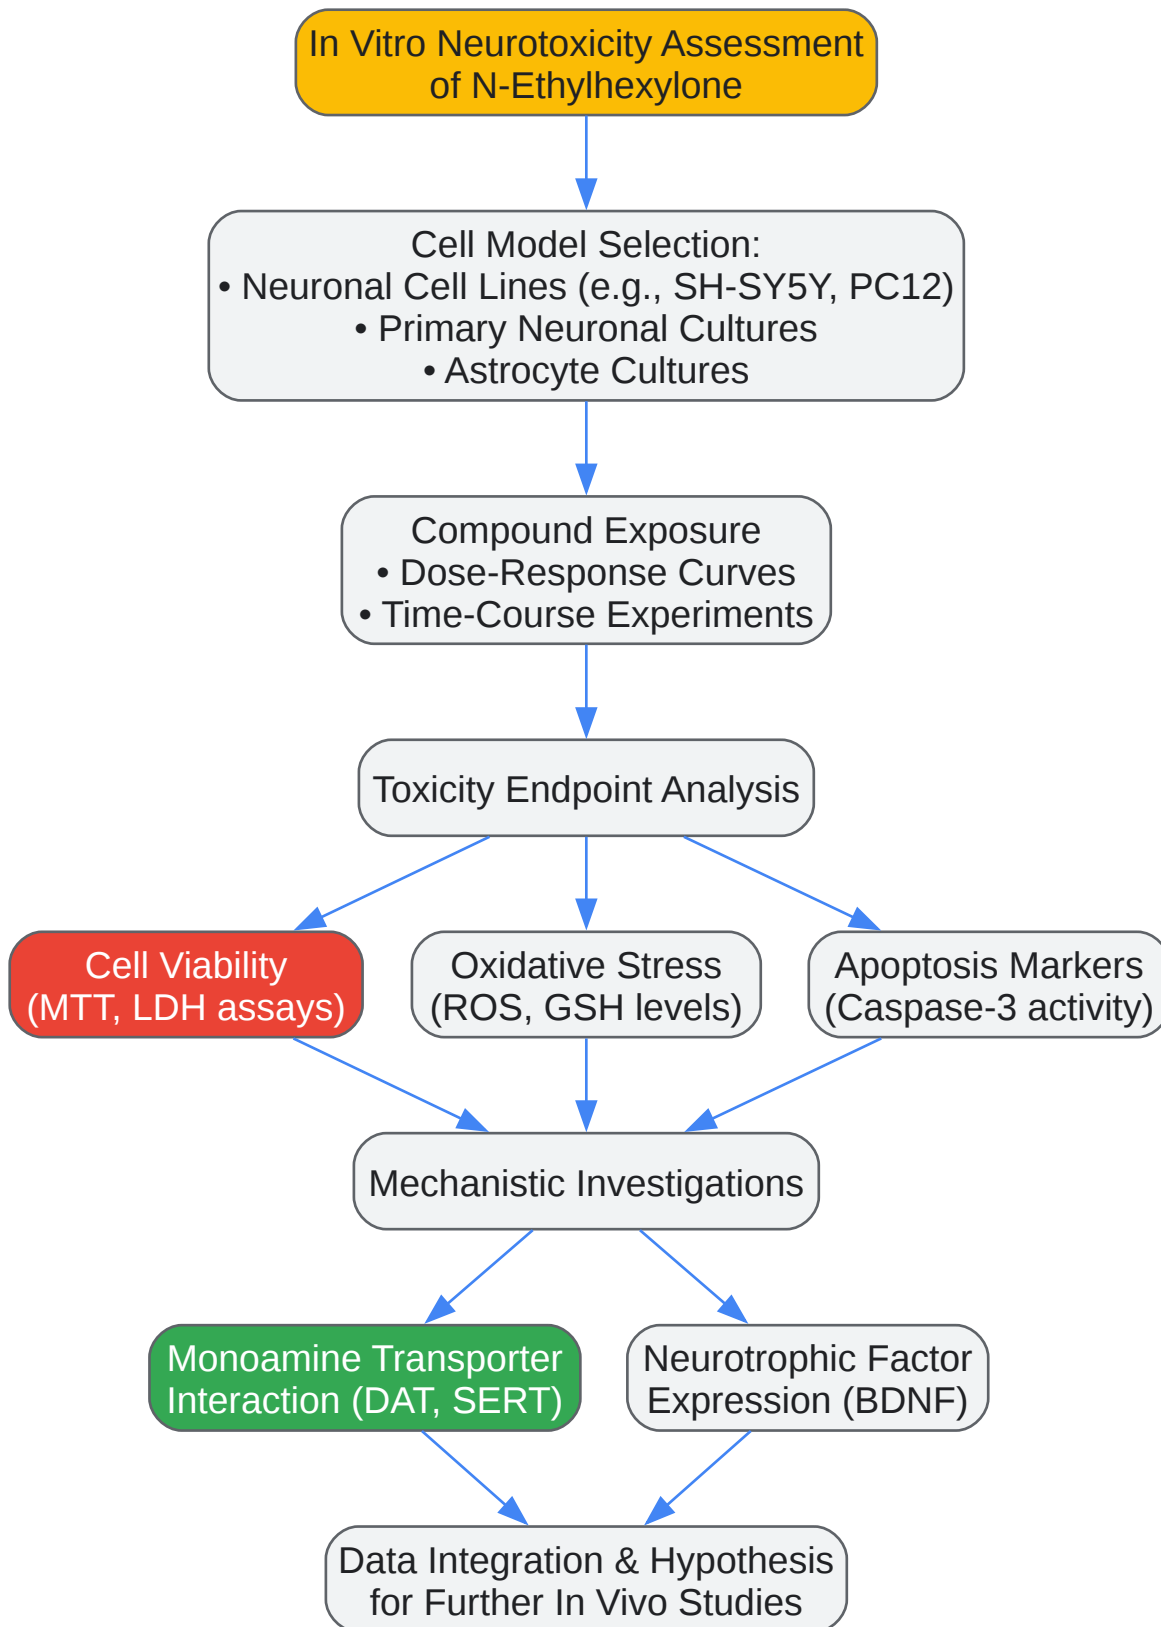 In Vitro Neurotoxicity Assessment
of N-Ethylhexylone
Cell Model Selection:
• Neuronal Cell Lines (e.g., SH-SY5Y, PC12)
• Primary Neuronal Cultures
• Astrocyte Cultures
Compound Exposure
• Dose-Response Curves
• Time-Course Experiments
Toxicity Endpoint Analysis
Cell Viability
(MTT, LDH assays)
Oxidative Stress
(ROS, GSH levels)
Apoptosis Markers
(Caspase-3 activity)
Mechanistic Investigations
Monoamine Transporter
Interaction (DAT, SERT)
Neurotrophic Factor
Expression (BDNF)
Data Integration & Hypothesis
for Further In Vivo Studies